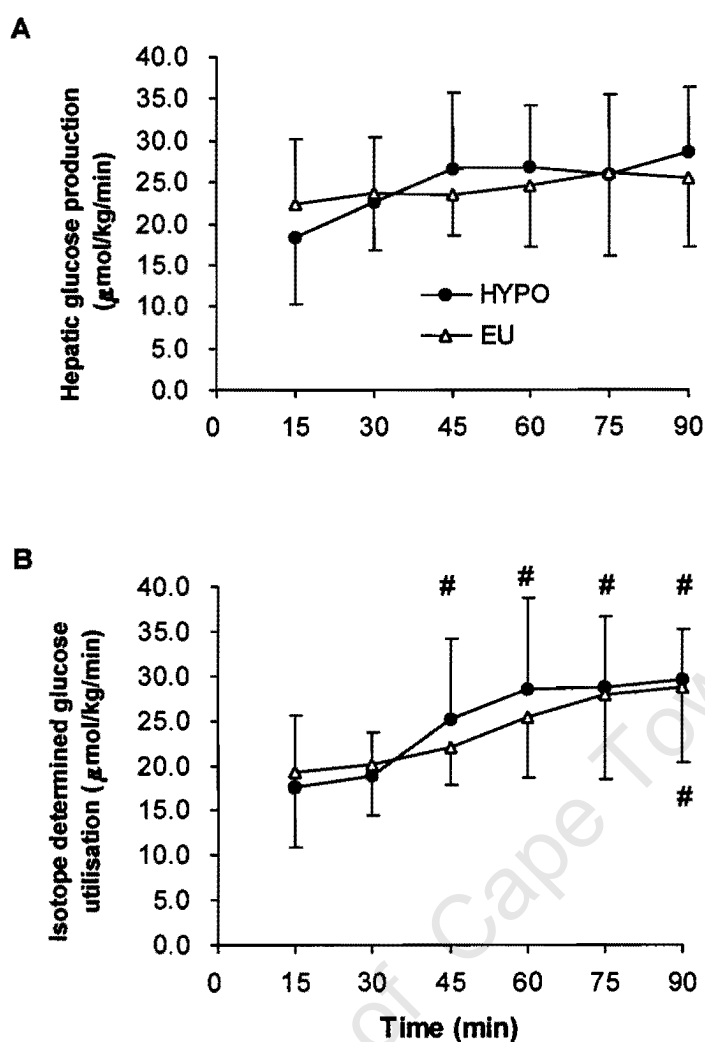 A
Hepatic glucose production
(µmol/kg/min)
40.0
35.0
30.0
25.0
20.0
15.0
10.0
5.0
0.0
HYPO
EU
0 15 30 45 60 75 90
B
Isotope determined glucose
utilisation (µmol/kg/min)
40.0
35.0
30.0
25.0
20.0
15.0
10.0
5.0
0.0
# # # #
#
0 15 30 45 60 75 90
Time (min)
of Cape Tow